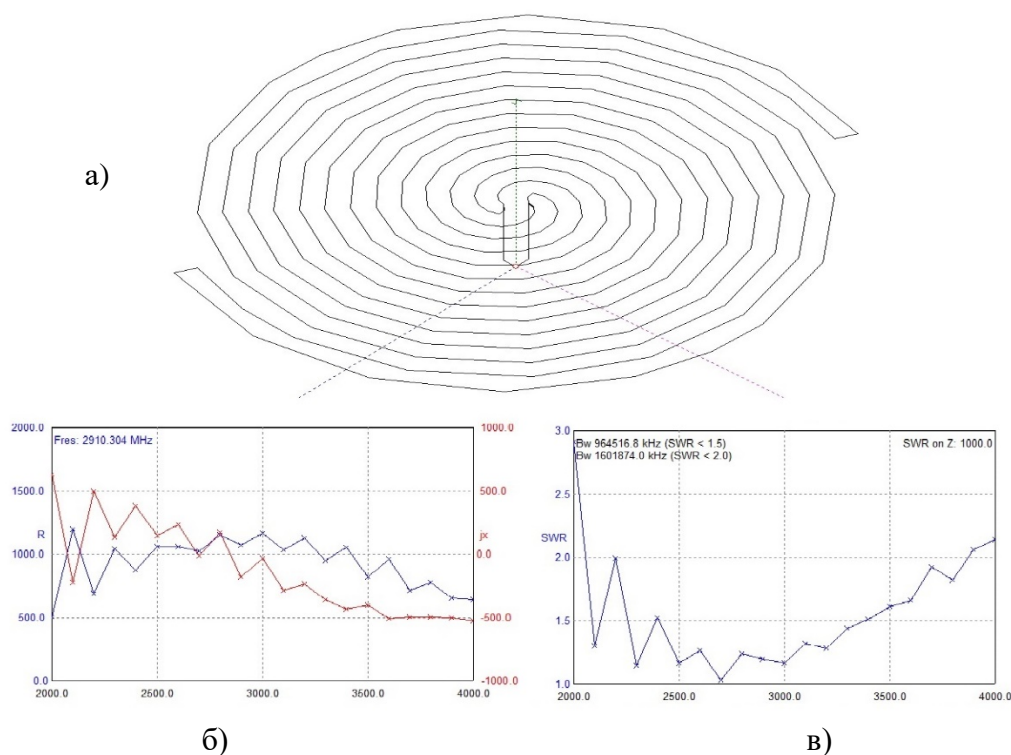 а)
2000.0
1500.0
R 1000.0
500.0
0.0
Fres: 2910.304 MHz
1000.0
500.0
jx 0.0
-500.0
-1000.0
2000.0 2500.0 3000.0 3500.0 4000.0
б)
3.0
2.5
SWR 2.0
1.5
1.0
Bw 964516.8 kHz (SWR < 1.5)
Bw 1601874.0 kHz (SWR < 2.0)
SWR on Z: 1000.0
2000.0 2500.0 3000.0 3500.0 4000.0
в)